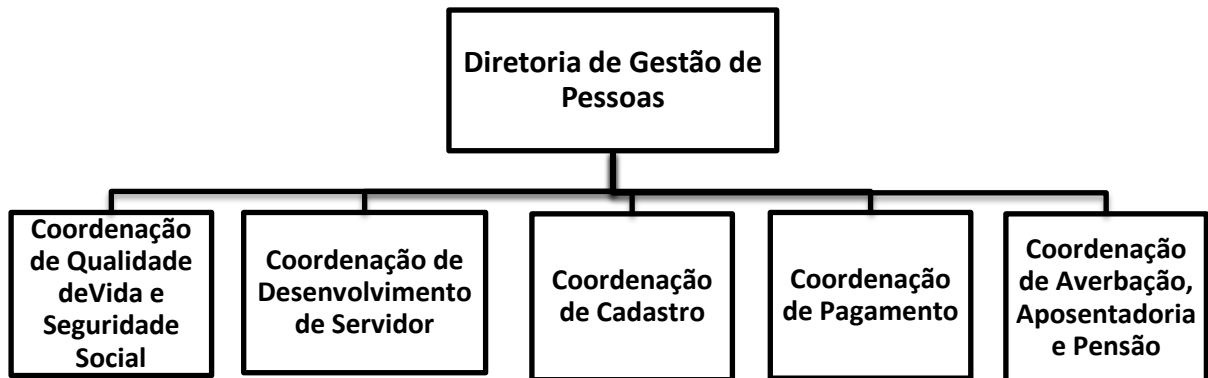 Diretoria de Gestão de
Pessoas
Coordenação
de Qualidade
deVida e
Seguridade
Social
Coordenação de
Desenvolvimento
de Servidor
Coordenação
de Cadastro
Coordenação
de Pagamento
Coordenação
de Averbação,
Aposentadoria
e Pensão